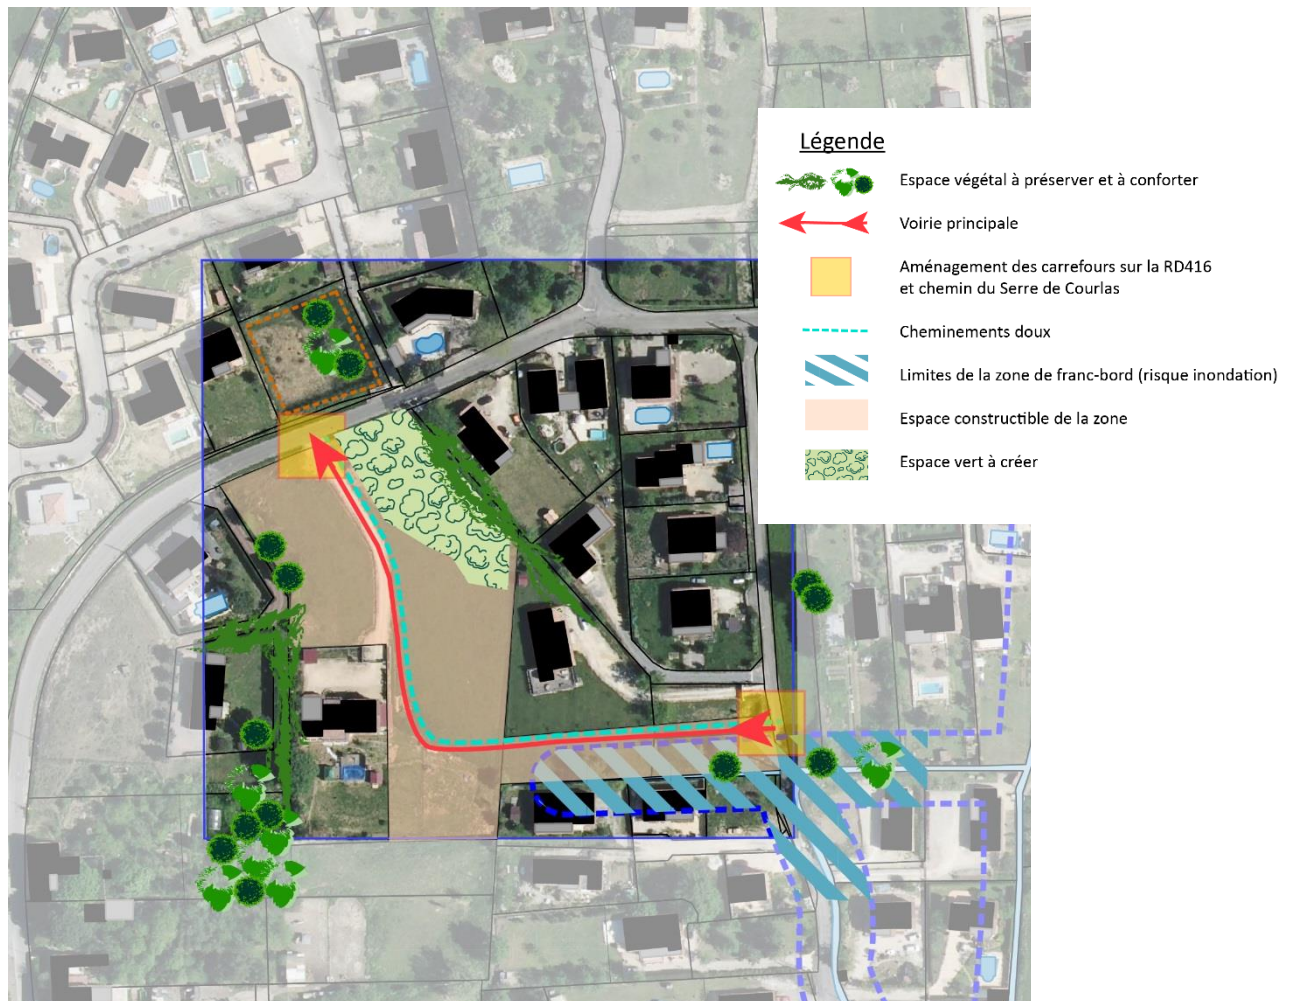 Légende
Espace végétal à préserver et à conforter
Voirie principale
Aménagement des carrefours sur la RD416
et chemin du Serre de Courlas
Cheminements doux
Limites de la zone de franc-bord (risque inondation)
Espace constructible de la zone
Espace vert à créer